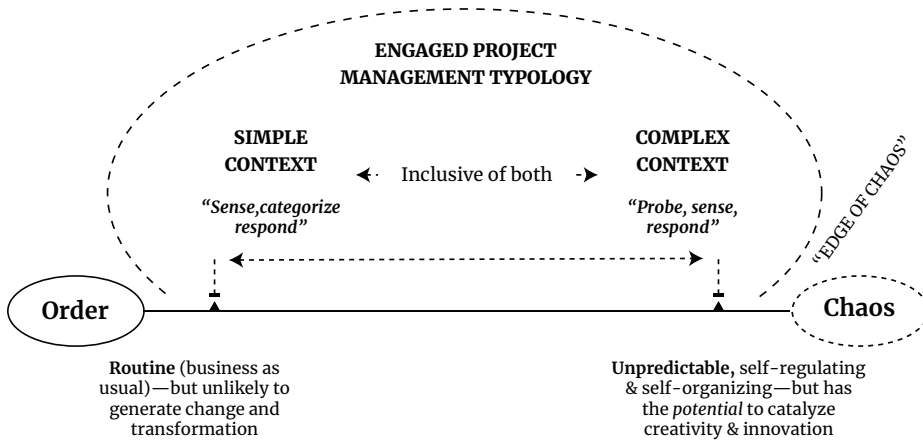 ENGAGED PROJECT
MANAGEMENT TYPOLOGY
SIMPLE
CONTEXT
COMPLEX
CONTEXT
Inclusive of both
“Sense,categorize
respond”
“Probe, sense,
respond”
“EDGE OF CHAOS”
Order
Chaos
Routine (business as
usual)—but unlikely to
generate change and
transformation
Unpredictable, self-regulating
& self-organizing—but has
the potential to catalyze
creativity & innovation